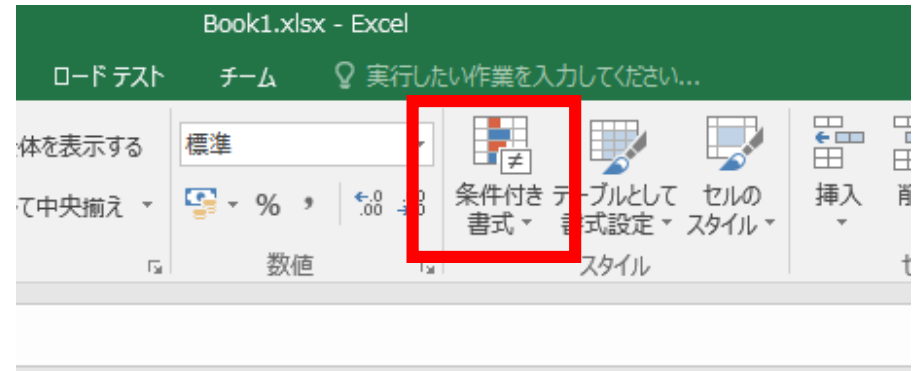 Book1.xlsx - Excel
ロード テスト チーム 実行したい作業を入力してください...
体を表示する 標準
て中央揃え % ,
条件付き
書式
テーブルとして
書式設定
セルの
スタイル
挿入
数値 スタイル